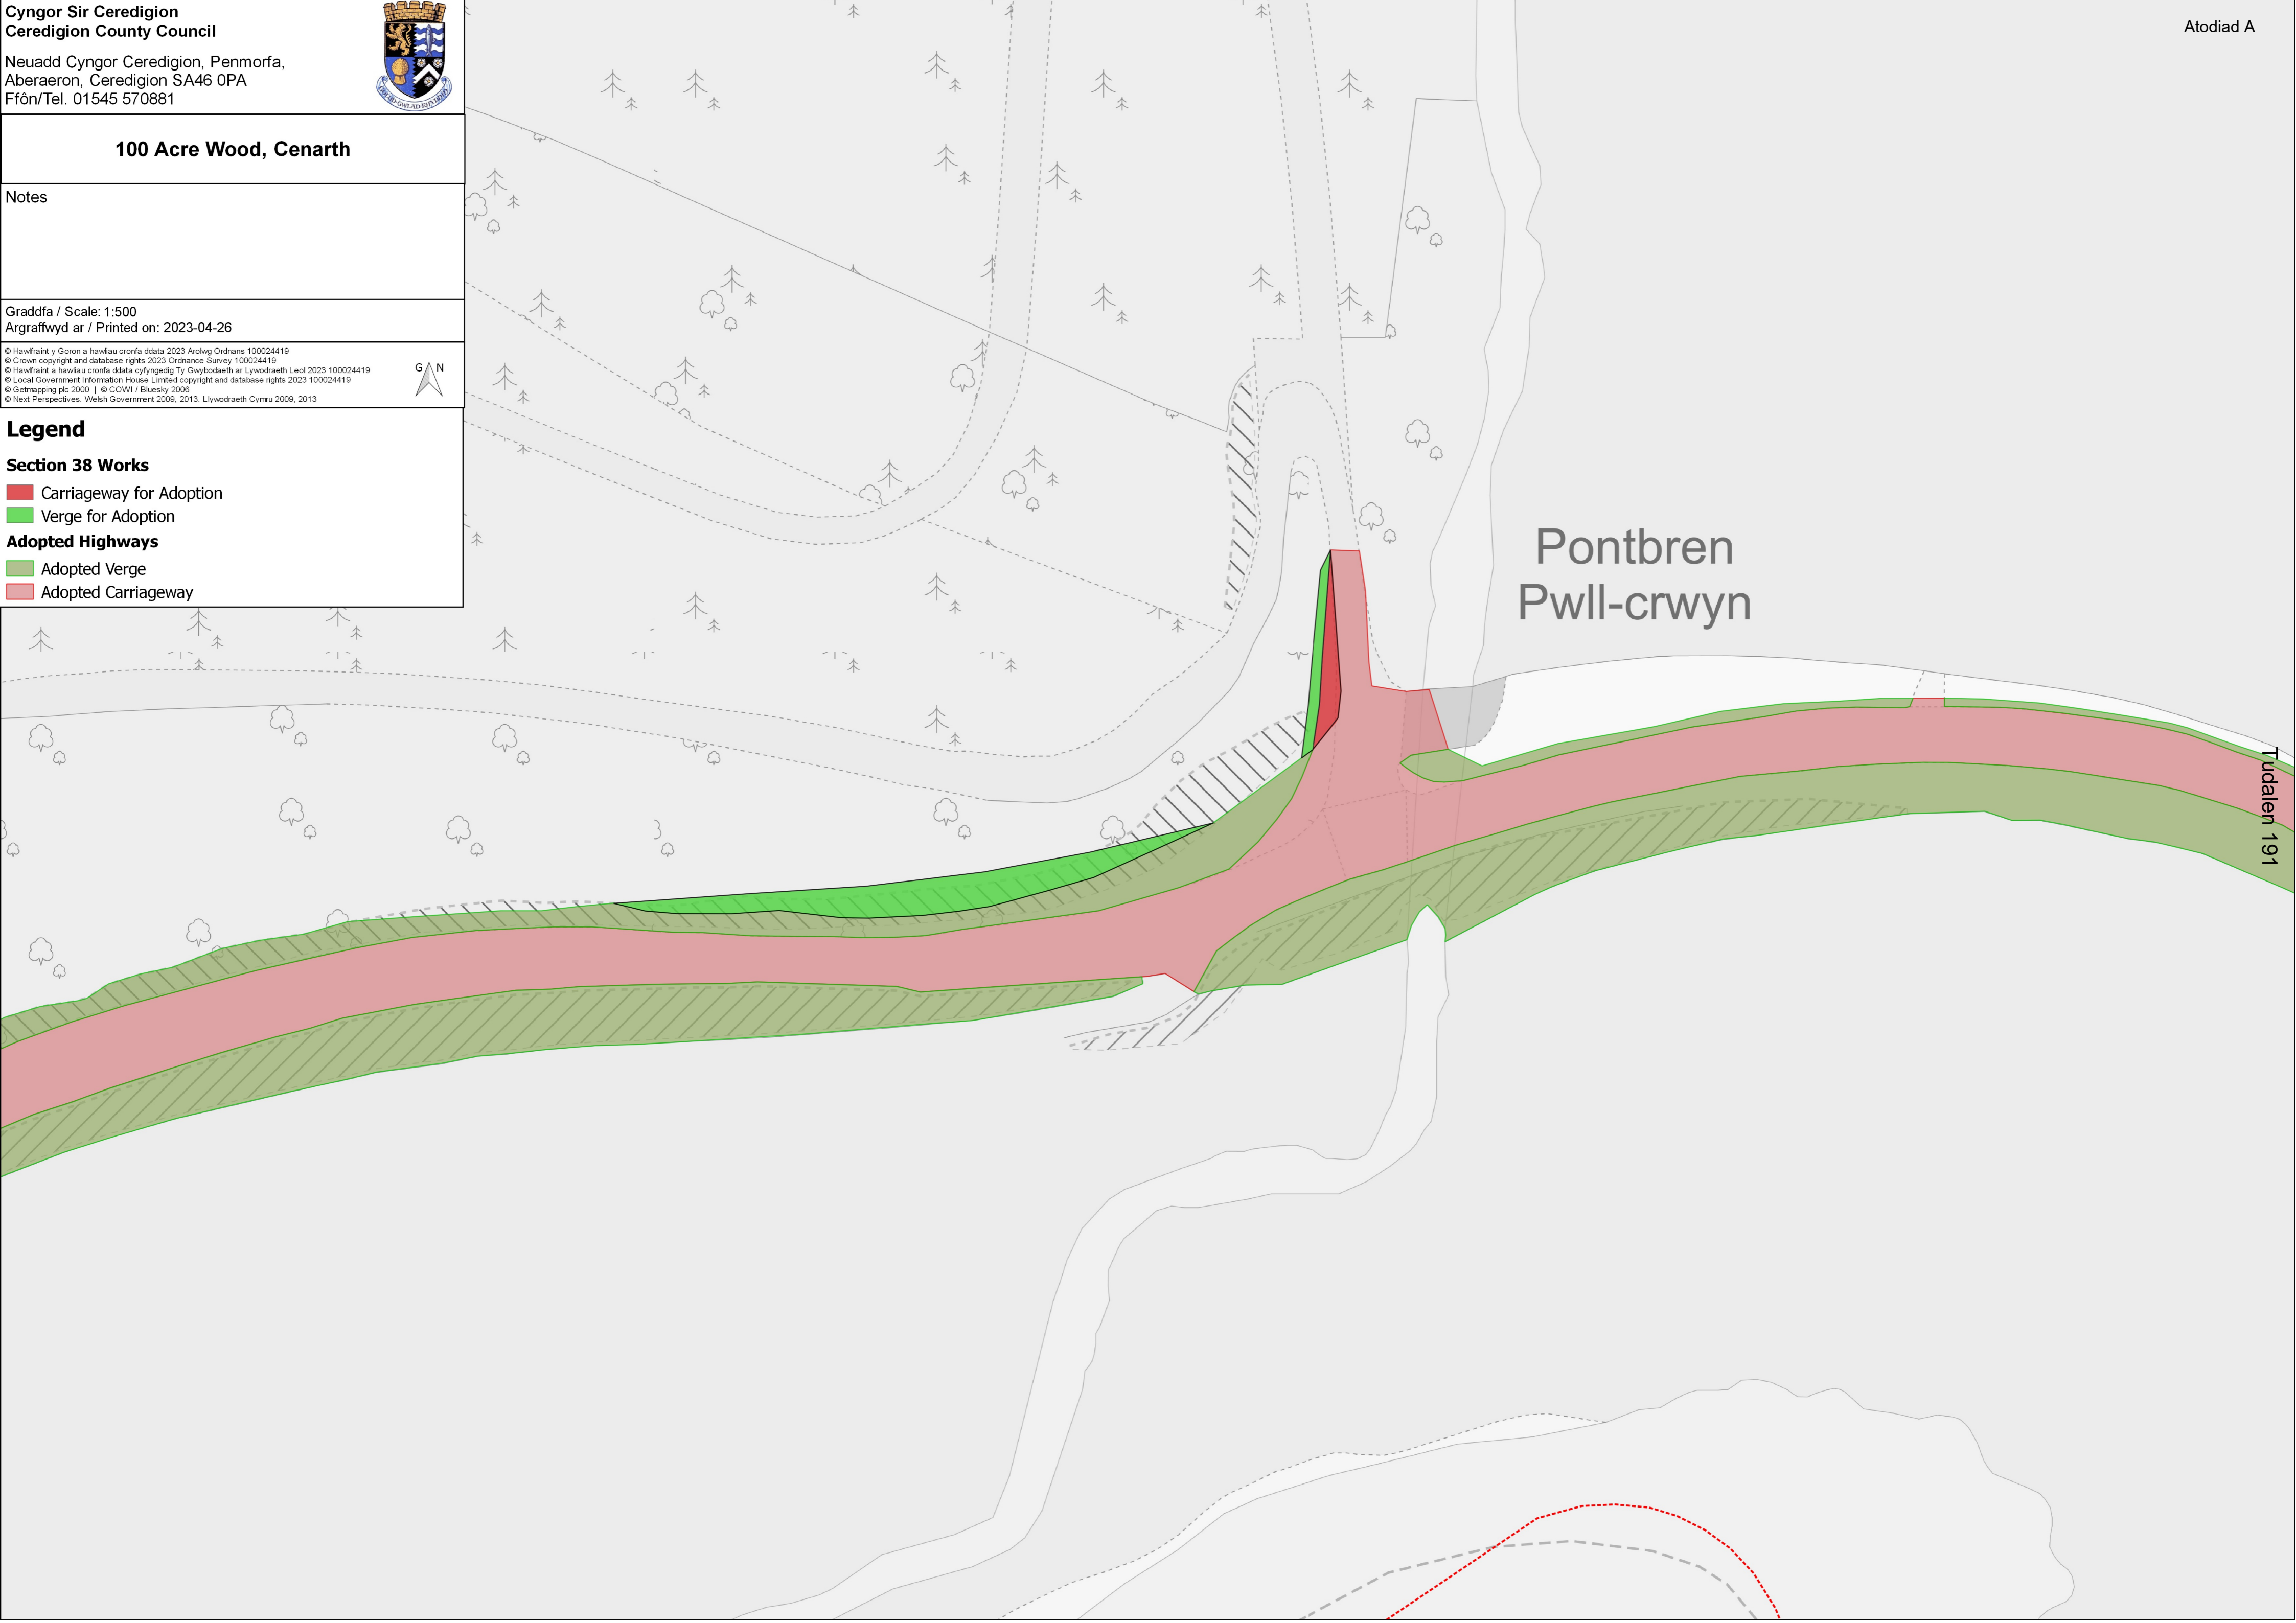 Cyngor Sir Ceredigion
Ceredigion County Council
Neuadd Cyngor Ceredigion, Penmorfa,
Aberaeron, Ceredigion SA46 0PA
Ffôn/Tel. 01545 570881
100 Acre Wood, Cenarth
Notes
Graddfa / Scale: 1:500
Argraffwyd ar / Printed on: 2023-04-26
© Hawlfraint y Goron a hawliau cronfa ddata 2023 Arolwg Ordnans 100024419
© Crown copyright and database rights 2023 Ordnance Survey 100024419
© Hawlfraint a hawliau cronfa ddata cyfyngedig Ty Gwybodaeth ar Lywodraeth Leol 2023 100024419
© Local Government Information House Limited copyright and database rights 2023 100024419
© Getmapping plc 2000 | © COWI / Bluesky 2006
© Next Perspectives. Welsh Government 2009, 2013. Llywodraeth Cymru 2009, 2013
G N
Legend
Section 38 Works
Carriageway for Adoption
Verge for Adoption
Adopted Highways
Adopted Verge
Adopted Carriageway
Atodiad A
Pontbren
Pwll-crwyn
Tudalen 191